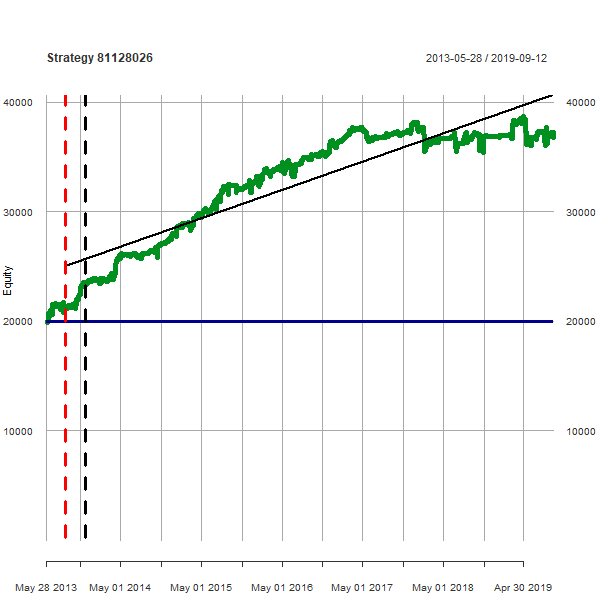 Strategy 81128026
2013-05-28 / 2019-09-12
40000
40000
30000
30000
Equity
20000
20000
10000
10000
May 28 2013
May 01 2014
May 01 2015
May 01 2016
May 01 2017
May 01 2018
Apr 30 2019